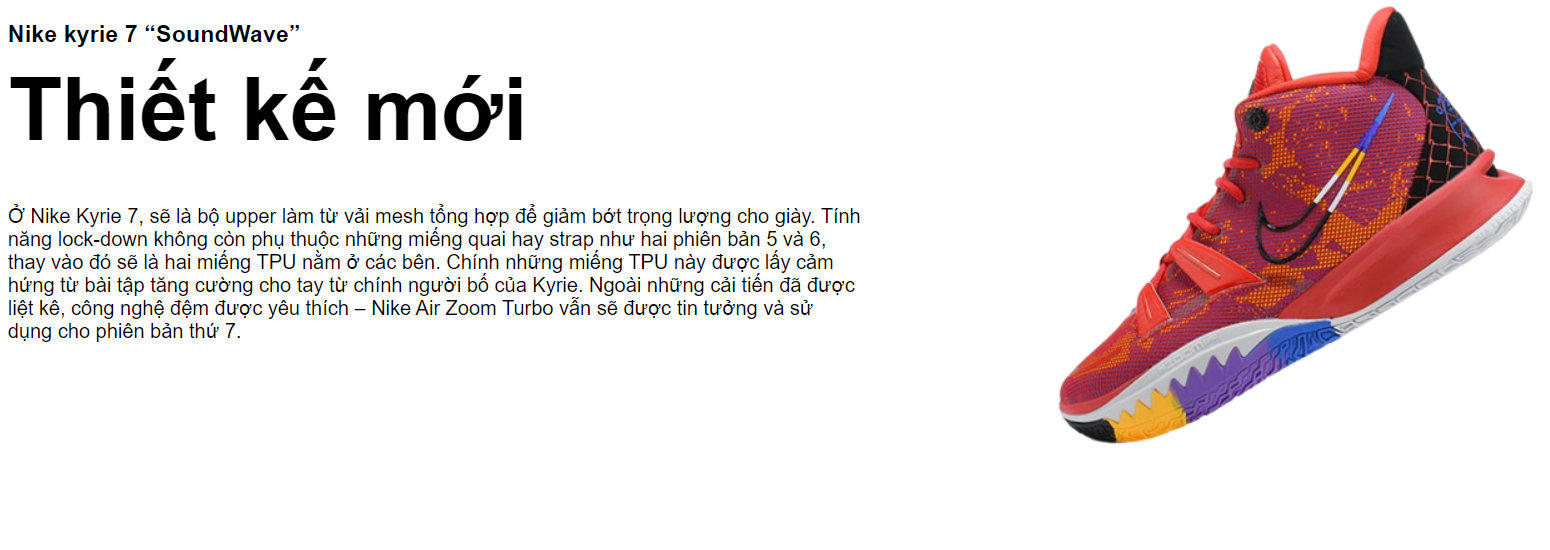 Nike kyrie 7 “SoundWave”
Thiết kế mới
Ở Nike Kyrie 7, sẽ là bộ upper làm từ vải mesh tổng hợp để giảm bớt trọng lượng cho giày. Tính
năng lock-down không còn phụ thuộc những miếng quai hay strap như hai phiên bản 5 và 6,
thay vào đó sẽ là hai miếng TPU nằm ở các bên. Chính những miếng TPU này được lấy cảm
hứng từ bài tập tăng cường cho tay từ chính người bố của Kyrie. Ngoài những cải tiến đã được
liệt kê, công nghệ đệm được yêu thích – Nike Air Zoom Turbo vẫn sẽ được tin tưởng và sử
dụng cho phiên bản thứ 7.